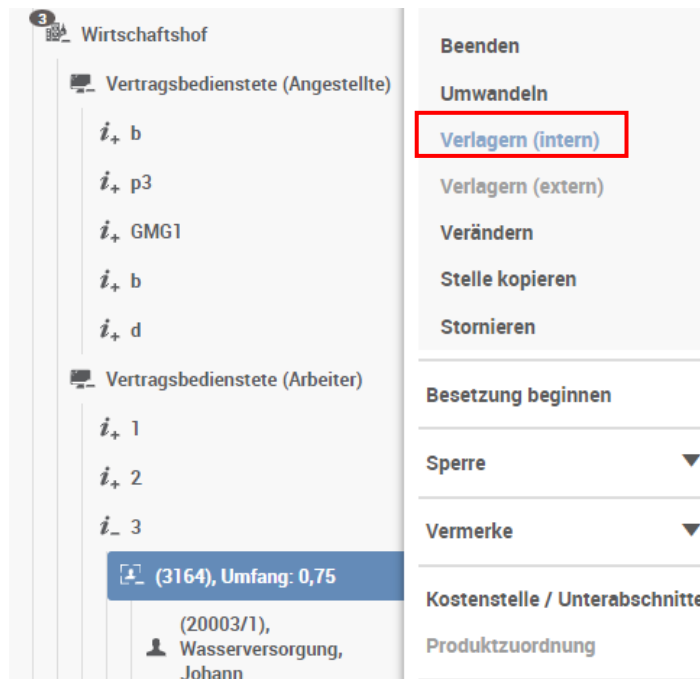 3
Wirtschaftshof
Vertragsbedienstete (Angestellte)
b
p3
GMG1
b
d
Vertragsbedienstete (Arbeiter)
1
2
3
(3164), Umfang: 0,75
(20003/1),
Wasserversorgung,
Johann
Beenden
Umwandeln
Verlagern (intern)
Verlagern (extern)
Verändern
Stelle kopieren
Stornieren
Besetzung beginnen
Sperre
Vermerke
Kostenstelle / Unterabschnitte
Produktzuordnung